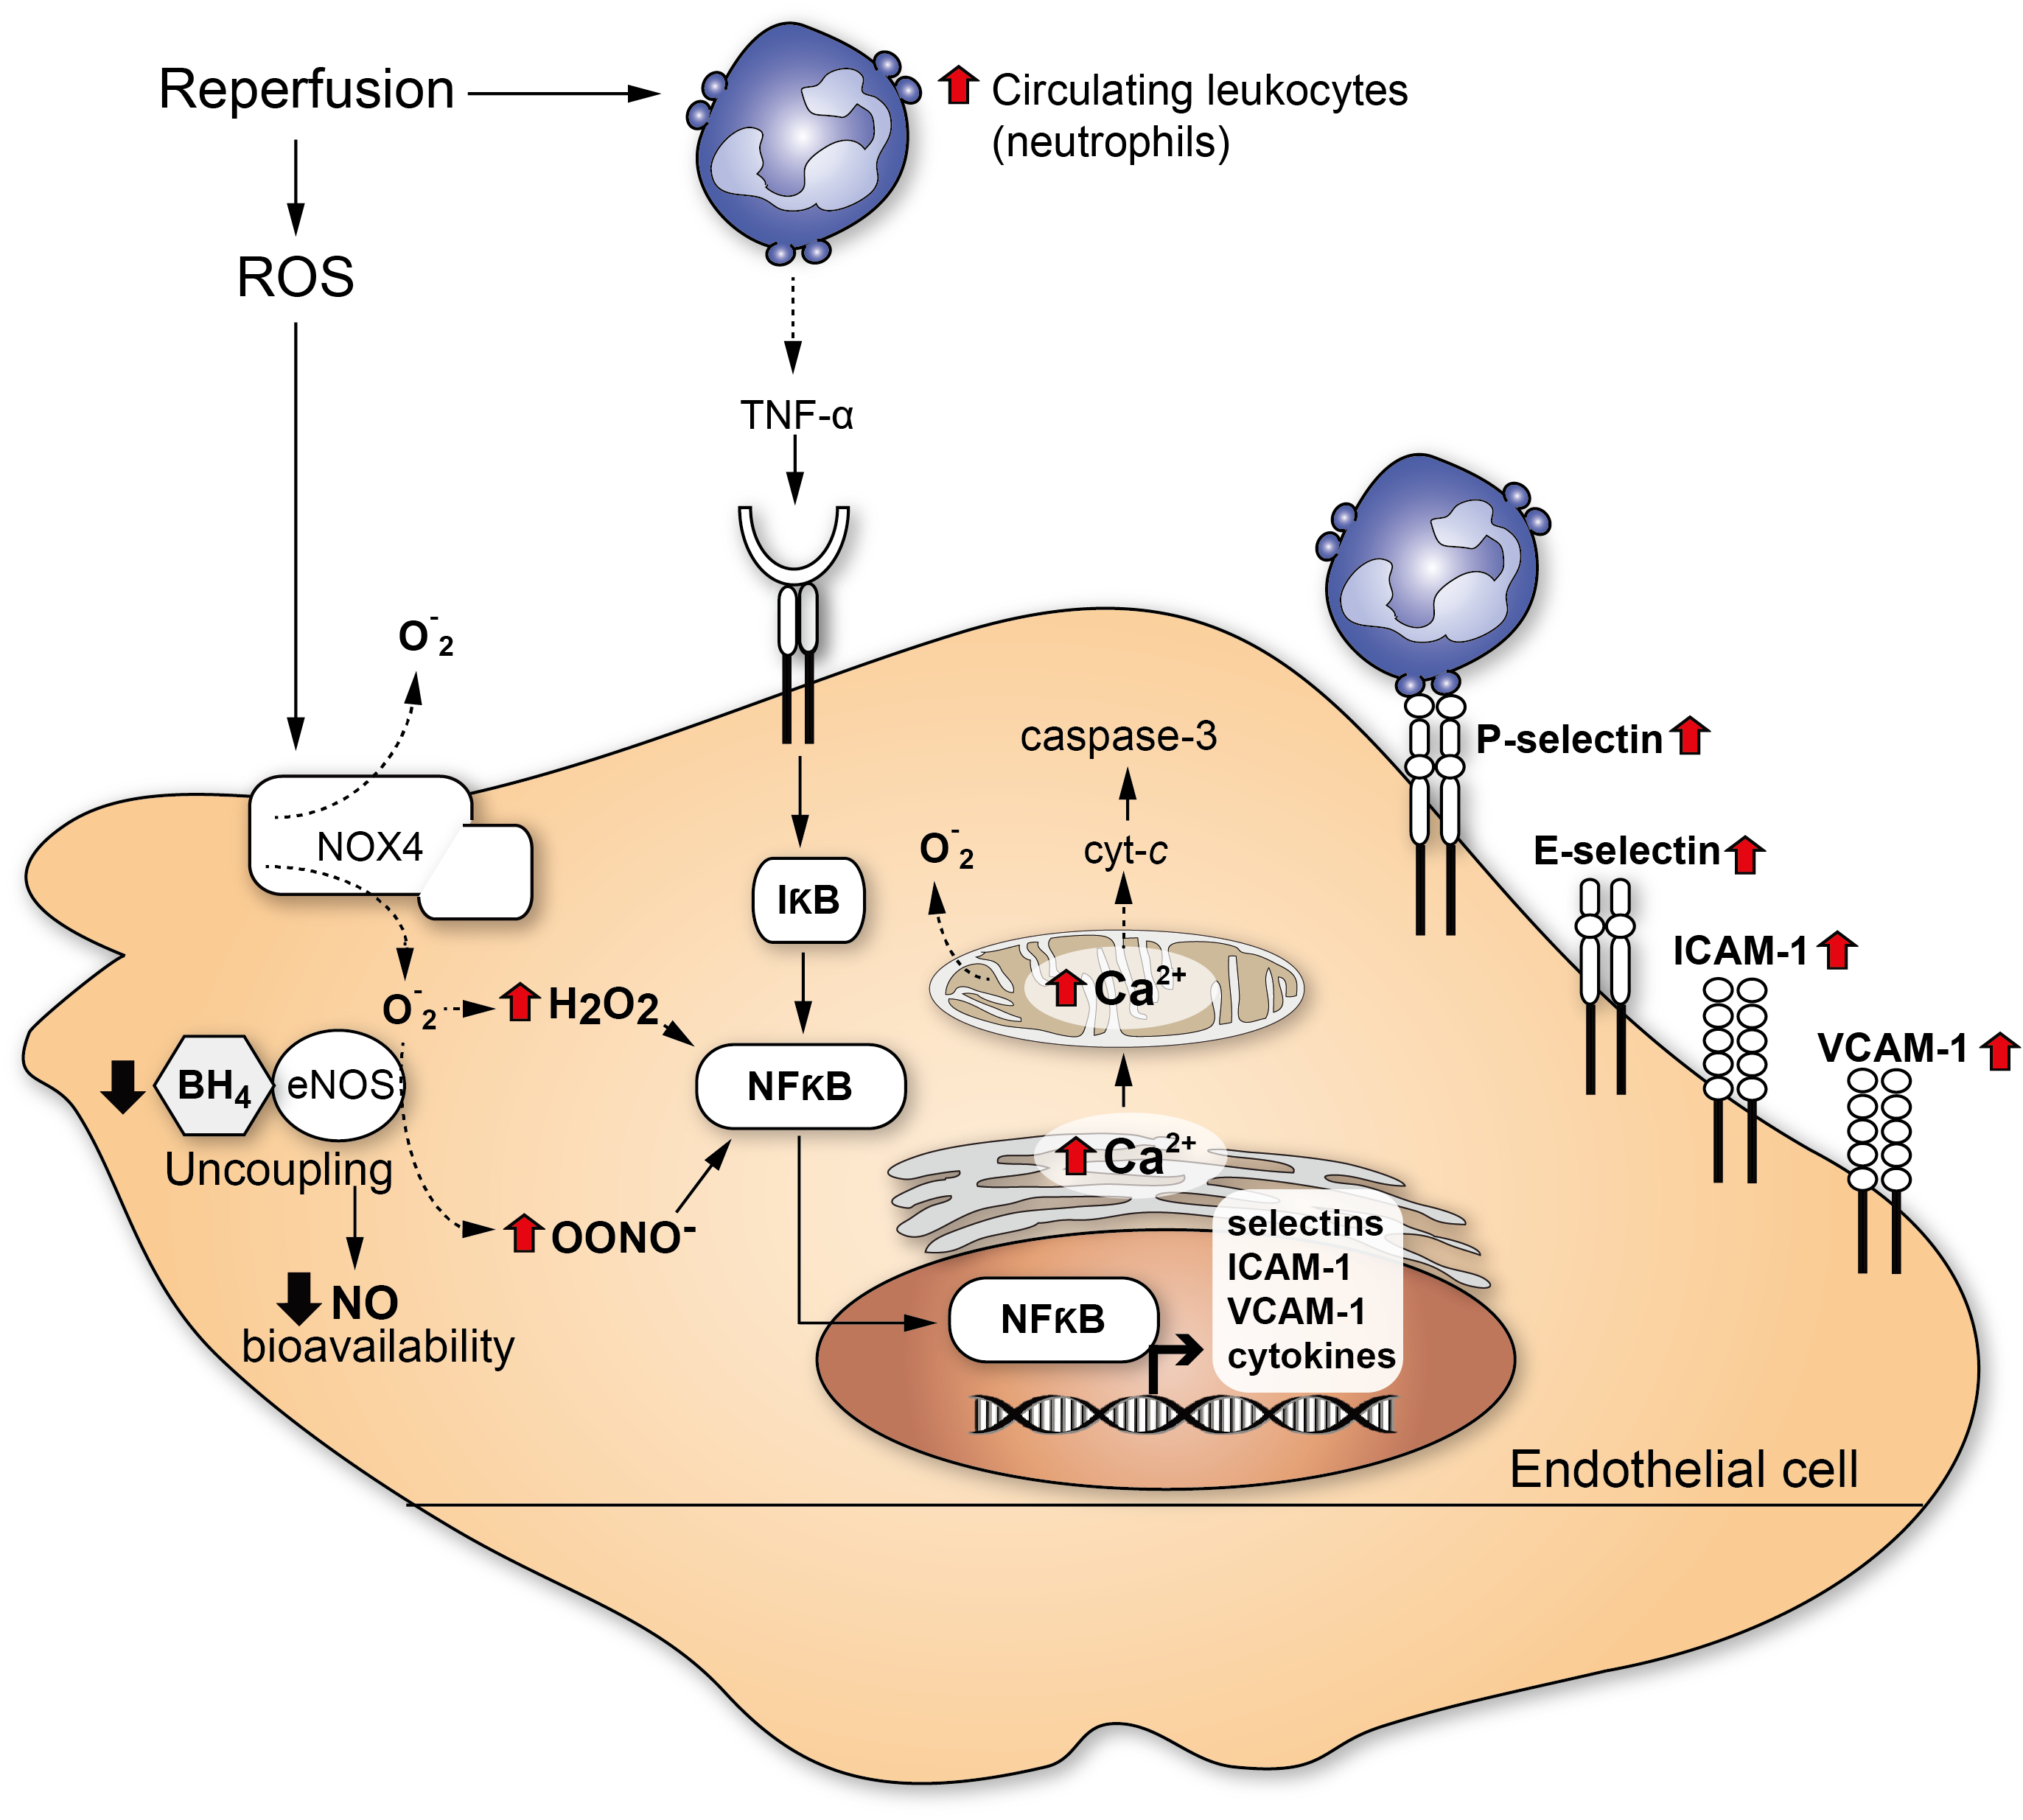 Reperfusion
Circulating leukocytes
(neutrophils)
ROS
TNF-α
O⁻₂
caspase-3
P-selectin
NOX4
O⁻₂
cyt-c
E-selectin
IκB
ICAM-1
O⁻₂
H2O2
Ca²⁺
VCAM-1
BH₄
eNOS
NFκB
Uncoupling
Ca²⁺
OONO⁻
selectins
ICAM-1
VCAM-1
cytokines
NO
bioavailability
NFκB
Endothelial cell